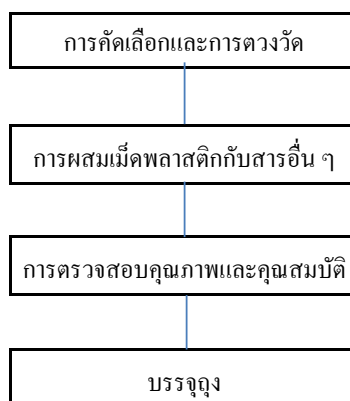 การคัดเลือกและการตวงวัด
การผสมเม็ดพลาสติกกับสารอื่น ๆ
การตรวจสอบคุณภาพและคุณสมบัติ
บรรจุถุง